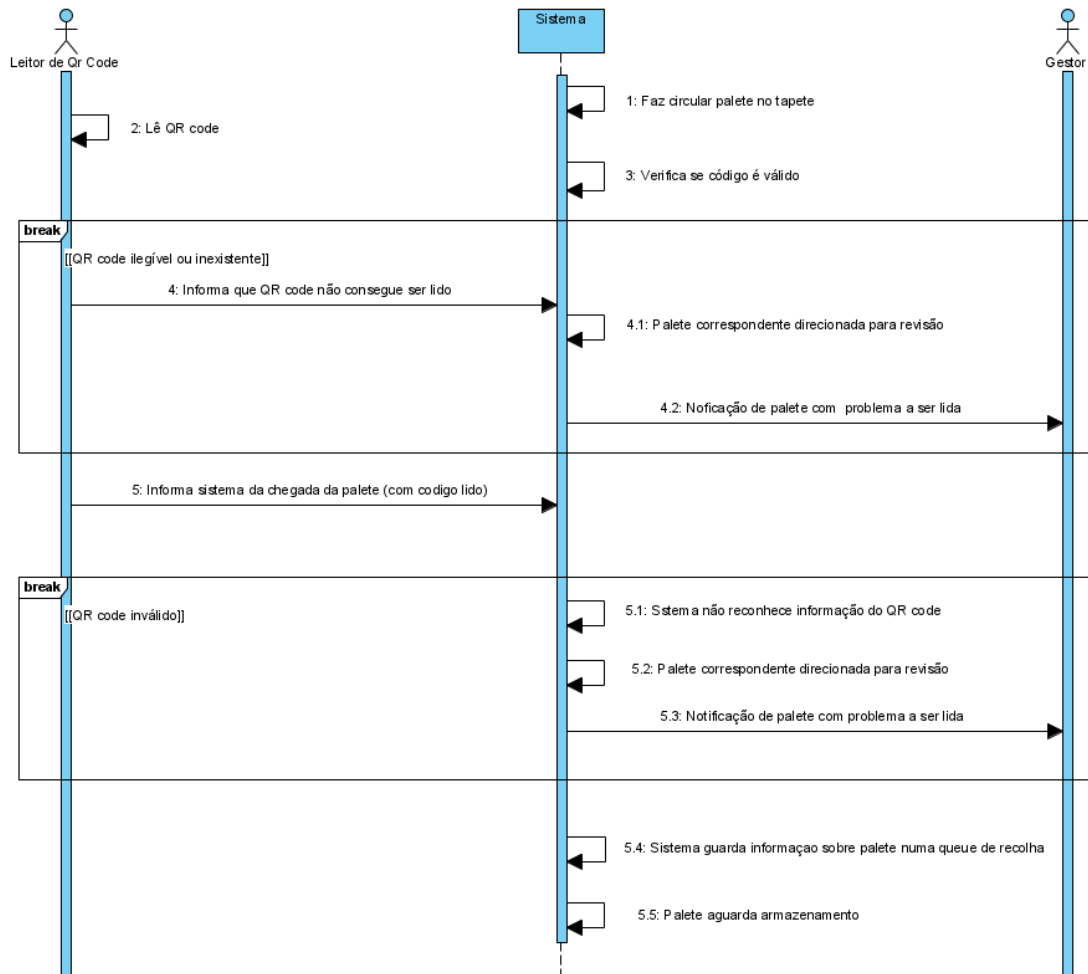 Sistema
Leitor de Qr Code
Gestor
1: Faz circular palete no tapete
2: Lê QR code
3: Verifica se código é válido
break
[[QR code ilegível ou inexistente]]
4: Informa que QR code não consegue ser lido
4.1: Palete correspondente direcionada para revisão
4.2: Noficação de palete com problema a ser lida
5: Informa sistema da chegada da palete (com codigo lido)
break
[[QR code inválido]]
5.1: Sstema não reconhece informação do QR code
5.2: Palete correspondente direcionada para revisão
5.3: Notificação de palete com problema a ser lida
5.4: Sistema guarda informaçao sobre palete numa queue de recolha
5.5: Palete aguarda armazenamento